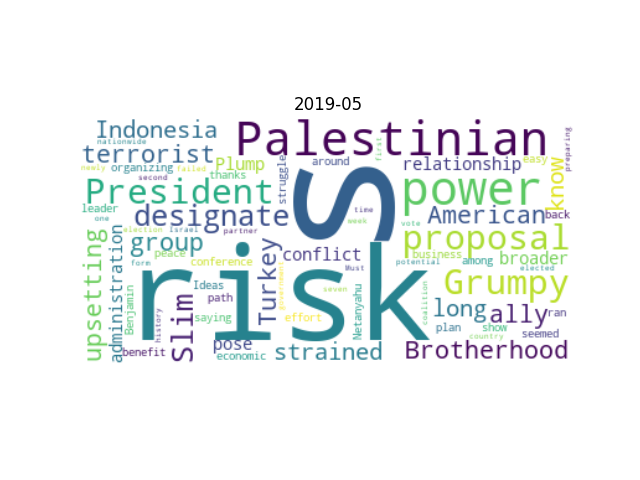 2019-05
Indonesia
nationwide
Palestinian
first
preparing
terrorist
newly
organizing
failed
Plump
struggle
around
relationship
easy
know
second
thanks
President
S
power
leader
one
designate
American
back
upsetting
administration
election
Israel
partner
time
week
vote
proposal
group
peace
form
conference
Turkey
conflict
business
among
broader
potential
elected
Benjamin
risk
Must
government
seven
Ideas
path
Netanyahu
coalition
Grumpy
history
Slim
saying
effort
long
ally
ran
plan
show
seemed
country
benefit
pose
economic
strained
Brotherhood